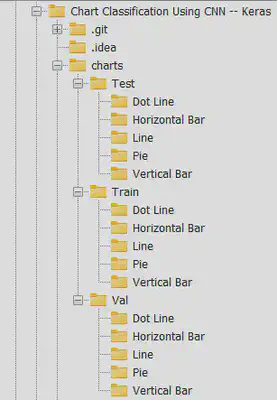 Chart Classification Using CNN -- Keras
.git
.idea
charts
Test
Dot Line
Horizontal Bar
Line
Pie
Vertical Bar
Train
Dot Line
Horizontal Bar
Line
Pie
Vertical Bar
Val
Dot Line
Horizontal Bar
Line
Pie
Vertical Bar